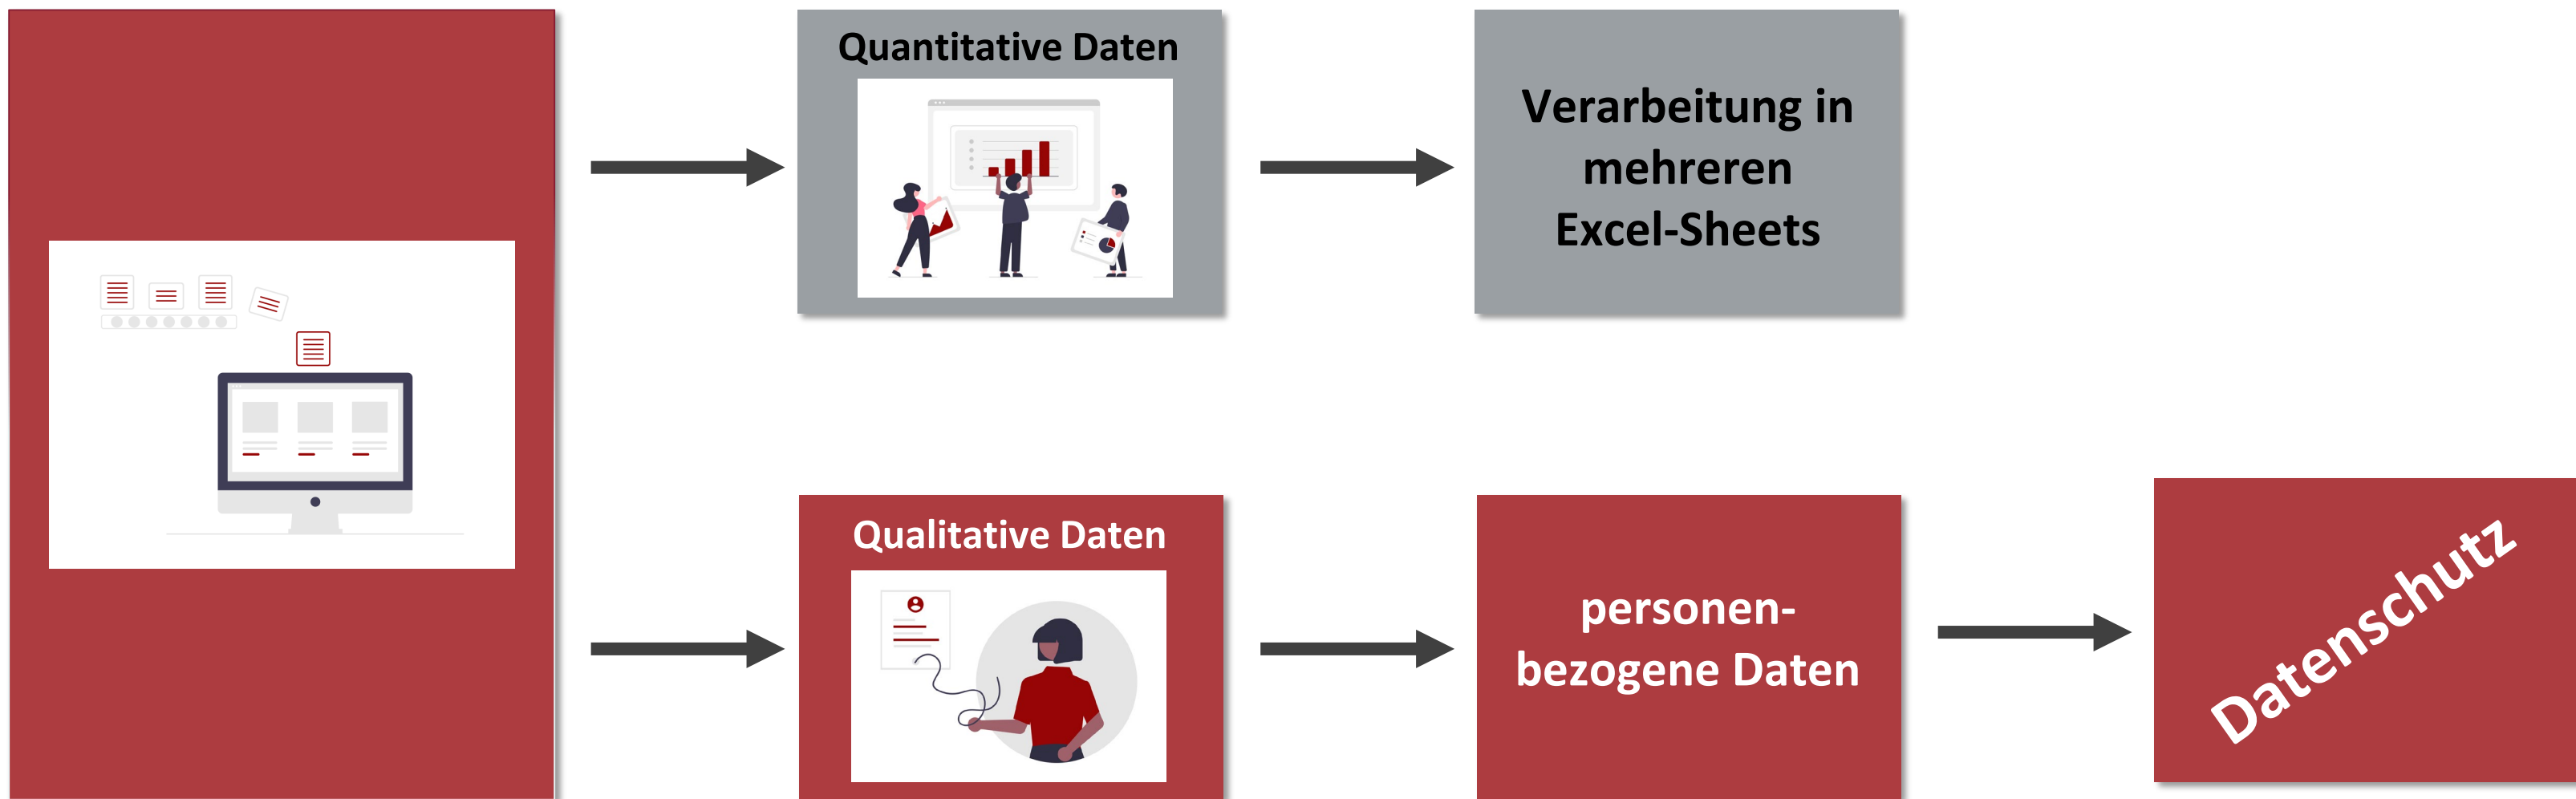 Quantitative Daten
Verarbeitung in
mehreren
Excel-Sheets
Qualitative Daten
personen-
bezogene Daten
Datenschutz